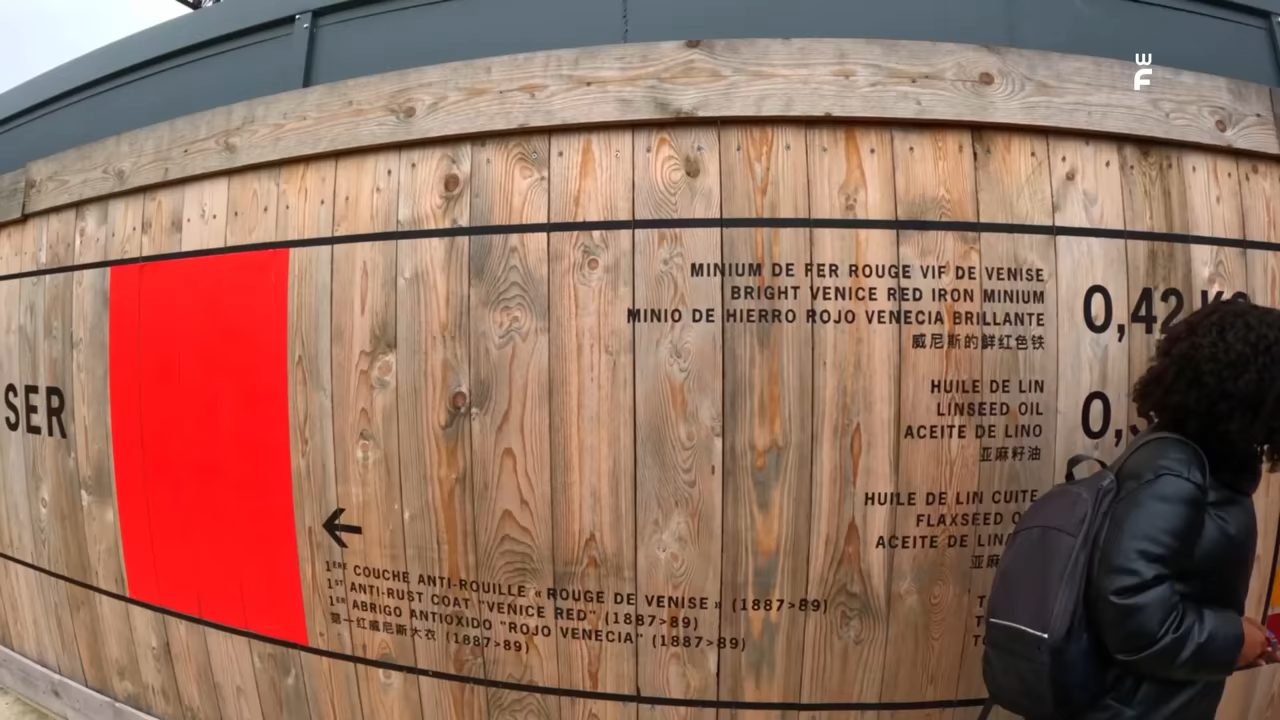 W
F
SER
MINIUM DE FER ROUGE VIF DE VENISE
BRIGHT VENICE RED IRON MINIUM
MINIO DE HIERRO ROJO VENECIA BRILLANTE
威尼斯的鲜红色铁
0,42
HUILE DE LIN
LINSEED OIL
ACEITE DE LINO
亚麻籽油
HUILE DE LIN CUITE
FLAXSEED
ACEITE DE
1ERE COUCHE ANTI-ROUILLE « ROUGE DE VENISE » (1887>89)
1ST ANTI-RUST COAT "VENICE RED" (1887>89)
1ER ABRIGO ANTIOXIDO "ROJO VENECIA" (1887>89)
第一红威尼斯大衣 (1887>89)